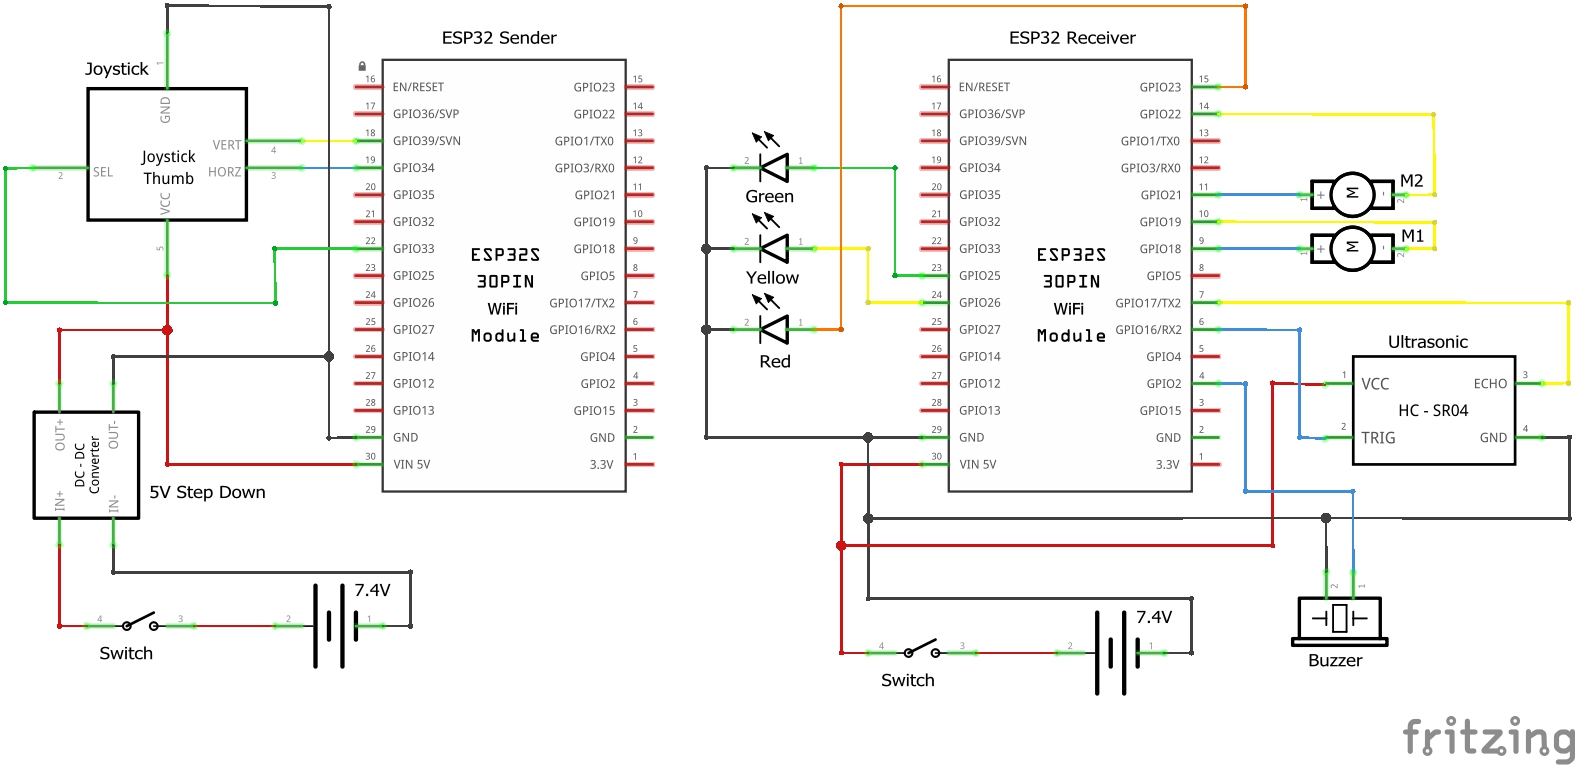 ESP32 Sender
Joystick
1
GND
VERT
4
Joystick
Thumb
HORZ
3
SEL
2
VCC
5
16 EN/RESET GPIO23 15
17 GPIO36/SVP GPIO22 14
18 GPIO39/SVN GPIO1/TX0 13
19 GPIO34 GPIO3/RX0 12
20 GPIO35 GPIO21 11
21 GPIO32 GPIO19 10
22 GPIO33 GPIO18 9
23 GPIO25 GPIO5 8
24 GPIO26 GPIO17/TX2 7
25 GPIO27 GPIO16/RX2 6
26 GPIO14 GPIO4 5
27 GPIO12 GPIO2 4
28 GPIO13 GPIO15 3
29 GND GND 2
30 VIN 5V 3.3V 1
ESP32S
30PIN
WiFi
Module
OUT+
OUT-
DC - DC
Converter
IN+
IN-
5V Step Down
7.4V
4 3 2 1
Switch
ESP32 Receiver
16 EN/RESET GPIO23 15
17 GPIO36/SVP GPIO22 14
18 GPIO39/SVN GPIO1/TX0 13
19 GPIO34 GPIO3/RX0 12
20 GPIO35 GPIO21 11
21 GPIO32 GPIO19 10
22 GPIO33 GPIO18 9
23 GPIO25 GPIO5 8
24 GPIO26 GPIO17/TX2 7
25 GPIO27 GPIO16/RX2 6
26 GPIO14 GPIO4 5
27 GPIO12 GPIO2 4
28 GPIO13 GPIO15 3
29 GND GND 2
30 VIN 5V 3.3V 1
ESP32S
30PIN
WiFi
Module
2 1
Green
2 1
Yellow
2 1
Red
M2
1 + M - 2
M1
1 + M - 2
Ultrasonic
1 VCC ECHO 3
HC - SR04
2 TRIG GND 4
2 1
Buzzer
7.4V
4 3 2 1
Switch
fritzing